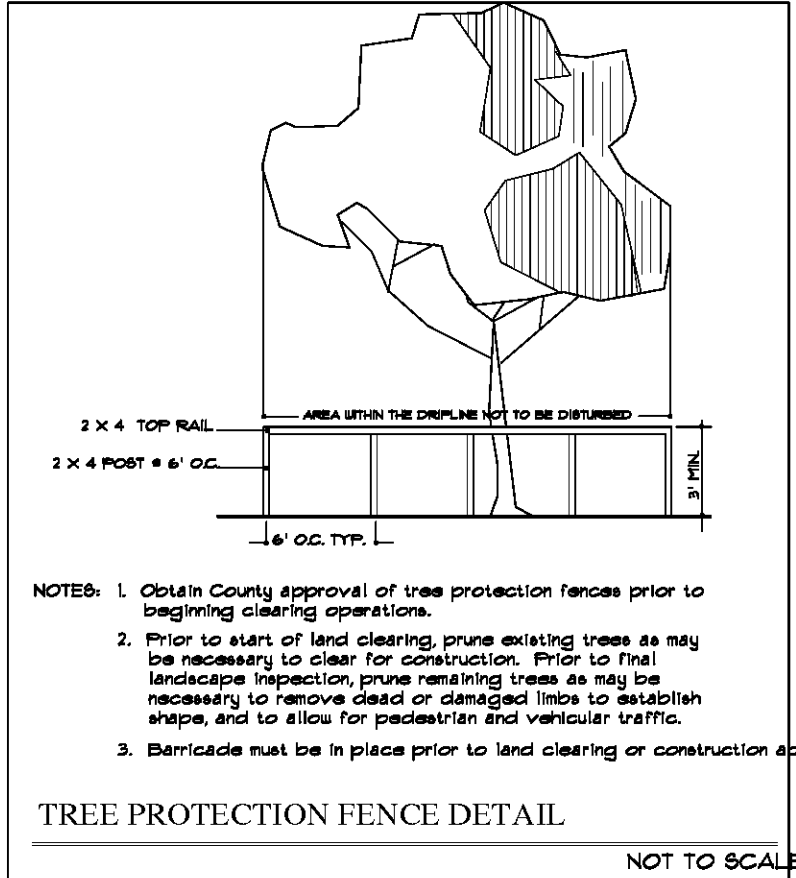 AREA WITHIN THE DRIPLINE NOT TO BE DISTURBED
2 X 4 TOP RAIL
2 X 4 POST @ 6' O.C.
3' MIN.
6' O.C. TYP.
NOTES: 1. Obtain County approval of tree protection fences prior to
beginning clearing operations.
2. Prior to start of land clearing, prune existing trees as may
be necessary to clear for construction. Prior to final
landscape inspection, prune remaining trees as may be
necessary to remove dead or damaged limbs to establish
shape, and to allow for pedestrian and vehicular traffic.
3. Barricade must be in place prior to land clearing or construction ac
TREE PROTECTION FENCE DETAIL
NOT TO SCALE